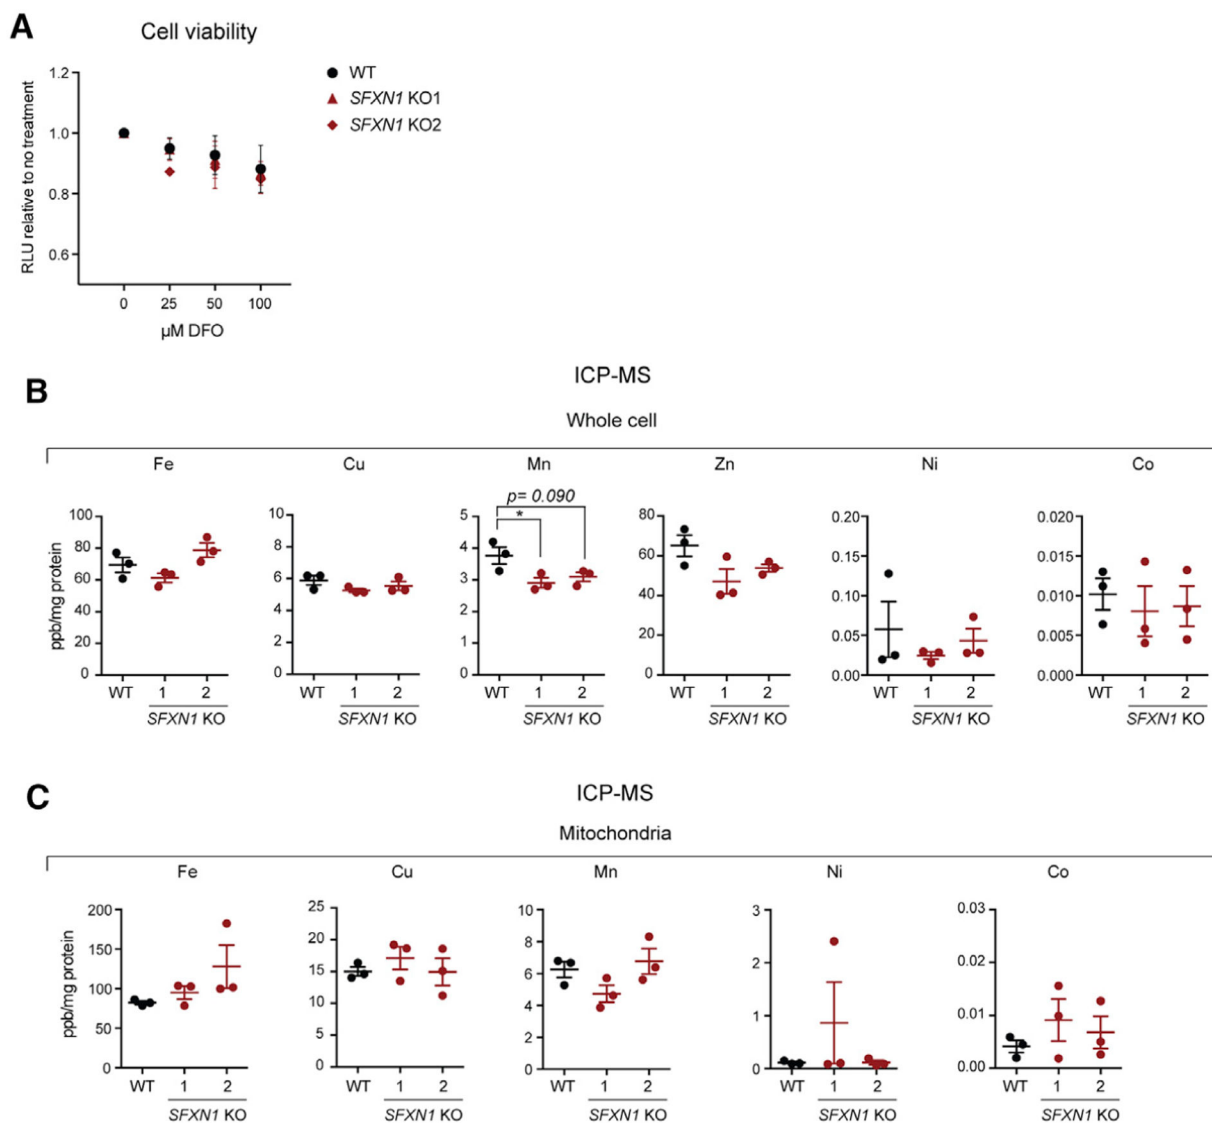 A
Cell viability
WT
SFXN1 KO1
SFXN1 KO2
RLU relative to no treatment
1.2
1.0
0.8
0.6
0 25 50 100
µM DFO
B
ICP-MS
Whole cell
Fe Cu Mn Zn Ni Co
p= 0.090
*
ppb/mg protein
100
80
60
40
20
0
WT 1 2
SFXN1 KO
10
8
6
4
2
0
WT 1 2
SFXN1 KO
5
4
3
2
1
0
WT 1 2
SFXN1 KO
80
60
40
20
0
WT 1 2
SFXN1 KO
0.20
0.15
0.10
0.05
0.00
WT 1 2
SFXN1 KO
0.020
0.015
0.010
0.005
0.000
WT 1 2
SFXN1 KO
C
ICP-MS
Mitochondria
Fe Cu Mn Ni Co
ppb/mg protein
200
150
100
50
0
WT 1 2
SFXN1 KO
25
20
15
10
5
0
WT 1 2
SFXN1 KO
10
8
6
4
2
0
WT 1 2
SFXN1 KO
3
2
1
0
WT 1 2
SFXN1 KO
0.03
0.02
0.01
0.00
WT 1 2
SFXN1 KO